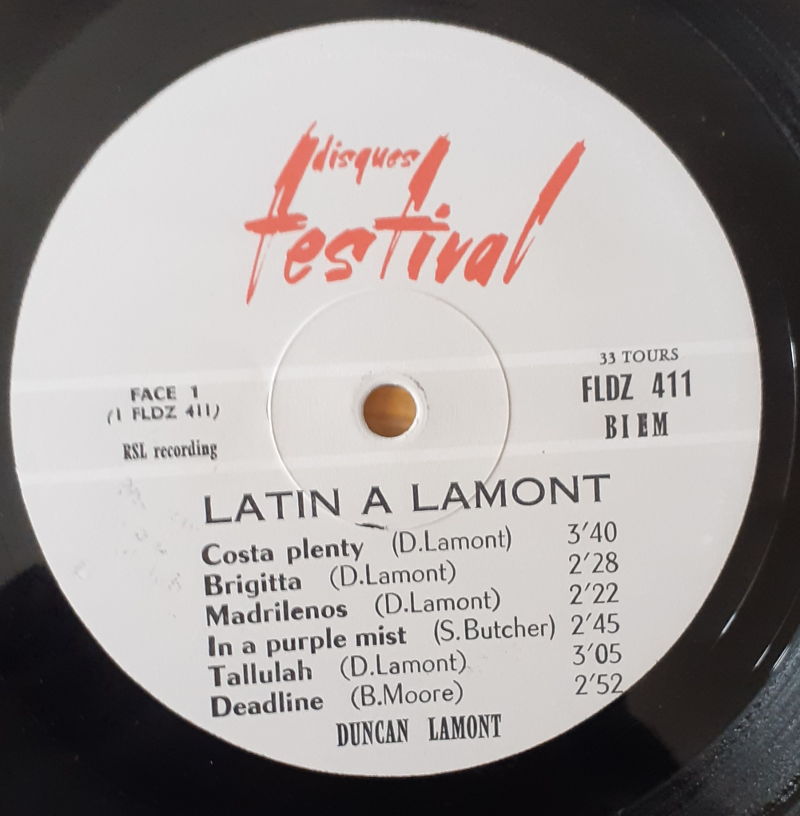 disques
festival
33 TOURS
FLDZ 411
BIEM
FACE 1
(1 FLDZ 411)
RSL recording
LATIN A LAMONT
Costa plenty (D.Lamont) 3'40
Brigitta (D.Lamont) 2'28
Madrilenos (D.Lamont) 2'22
In a purple mist (S.Butcher) 2'45
Tallulah (D.Lamont) 3'05
Deadline (B.Moore) 2'52
DUNCAN LAMONT